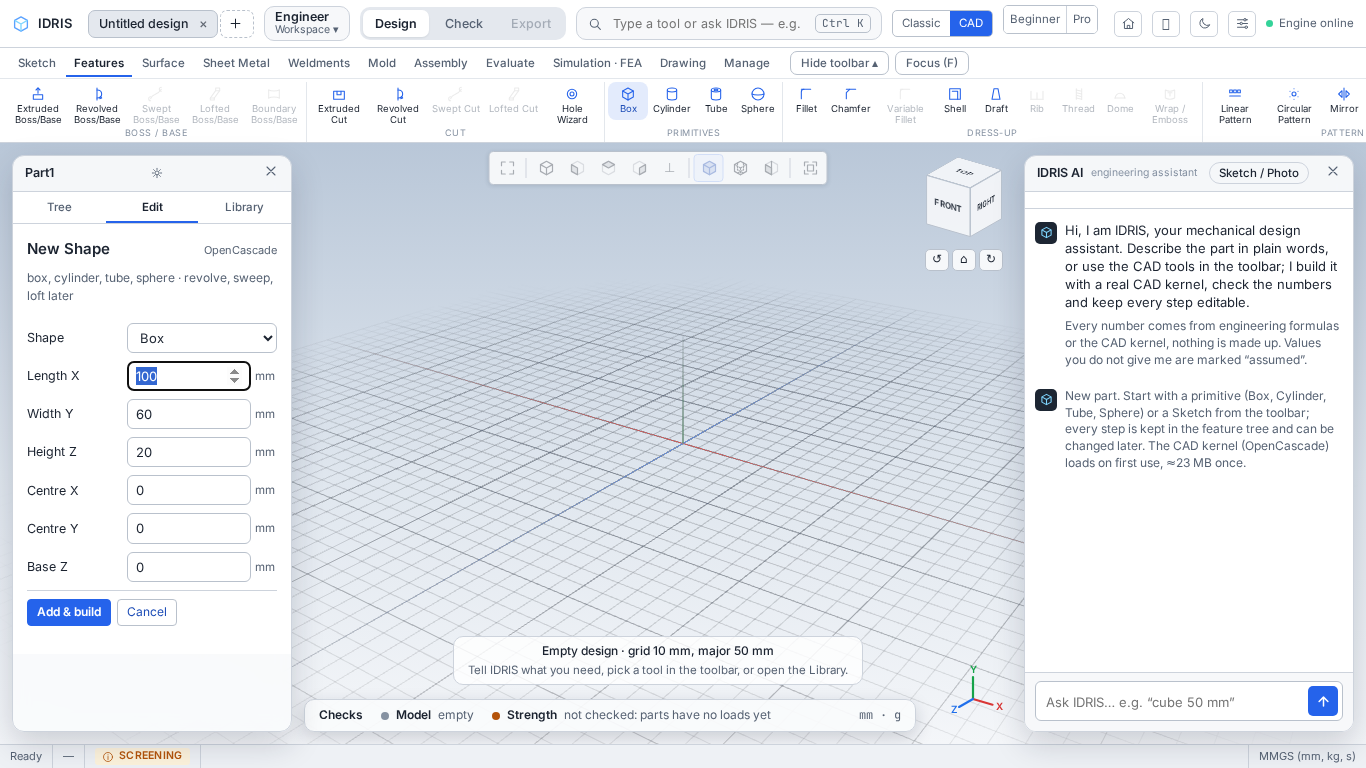 IDRIS
Untitled design ×
+
Engineer
Workspace ▾
Design Check Export
Type a tool or ask IDRIS — e.g. Ctrl K
Classic CAD
Beginner Pro
Engine online
Sketch Features Surface Sheet Metal Weldments Mold Assembly Evaluate Simulation · FEA Drawing Manage Hide toolbar ▴ Focus (F)
Extruded Boss/Base
Revolved Boss/Base
Swept Boss/Base
Lofted Boss/Base
Boundary Boss/Base
BOSS / BASE
Extruded Cut
Revolved Cut
Swept Cut
Lofted Cut
Hole Wizard
CUT
Box
Cylinder
Tube
Sphere
PRIMITIVES
Fillet
Chamfer
Variable Fillet
Shell
Draft
Rib
Thread
Dome
Wrap / Emboss
DRESS-UP
Linear Pattern
Circular Pattern
Mirror
PATTERN
Part1
Tree Edit Library
New Shape OpenCascade
box, cylinder, tube, sphere · revolve, sweep,
loft later
Shape Box
Length X 100 mm
Width Y 60 mm
Height Z 20 mm
Centre X 0 mm
Centre Y 0 mm
Base Z 0 mm
Add & build Cancel
TOP
FRONT RIGHT
Empty design · grid 10 mm, major 50 mm
Tell IDRIS what you need, pick a tool in the toolbar, or open the Library.
Y
Z X
Checks Model empty Strength not checked: parts have no loads yet mm · g
IDRIS AI engineering assistant Sketch / Photo
Hi, I am IDRIS, your mechanical design
assistant. Describe the part in plain words,
or use the CAD tools in the toolbar; I build it
with a real CAD kernel, check the numbers
and keep every step editable.
Every number comes from engineering formulas
or the CAD kernel, nothing is made up. Values
you do not give me are marked “assumed”.
New part. Start with a primitive (Box, Cylinder,
Tube, Sphere) or a Sketch from the toolbar;
every step is kept in the feature tree and can be
changed later. The CAD kernel (OpenCascade)
loads on first use, ≈23 MB once.
Ask IDRIS… e.g. “cube 50 mm”
Ready — SCREENING MMGS (mm, kg, s)